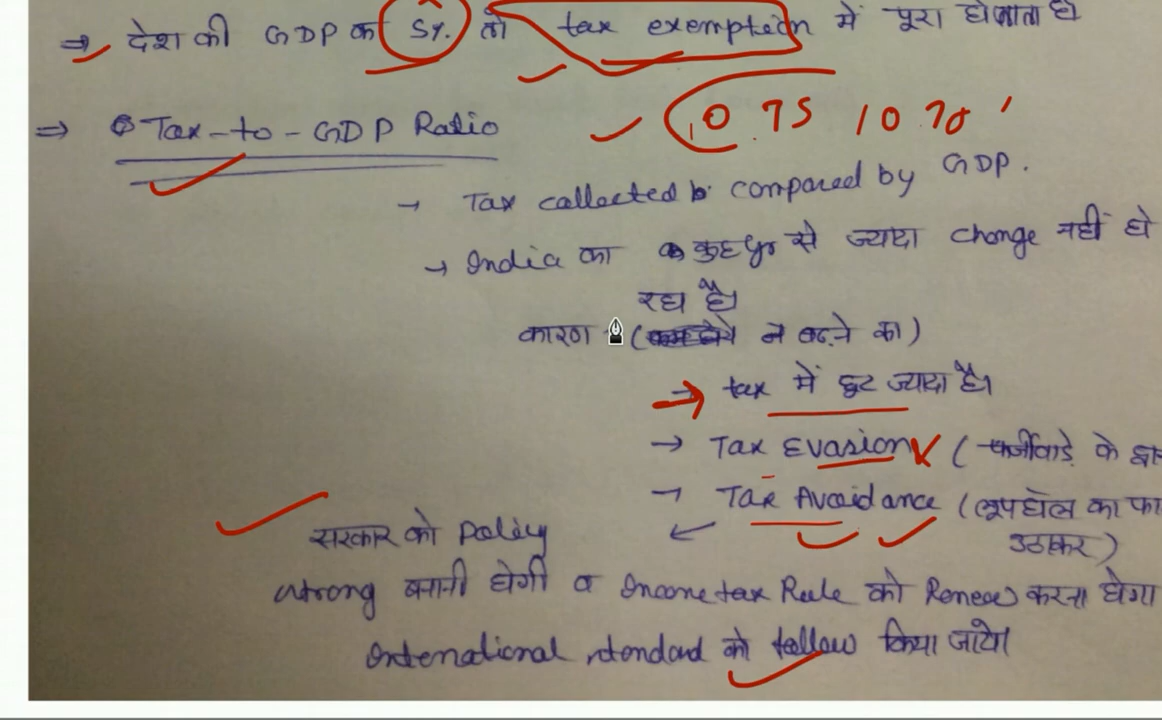 ⇒ देश की GDP का 5%. तो tax exemption में पूरा होजाता है
⇒ Tax-to-GDP Ratio
0.75 10 70
→ Tax collected compared by GDP.
→ India का कुछ yr से ज्यादा change नहीं हो
रहा है।
कारण ( न बढ़ने का)
→ tax में छूट ज्यादा है।
→ Tax Evasion (फर्जीवाड़े के
→ Tax Avoidance (लूपहोल का फा
उठाकर)
सरकार को Policy ←
strong बनानी होगी व Income tax Rule को Renew करना होगा
International standard को follow किया जाये।